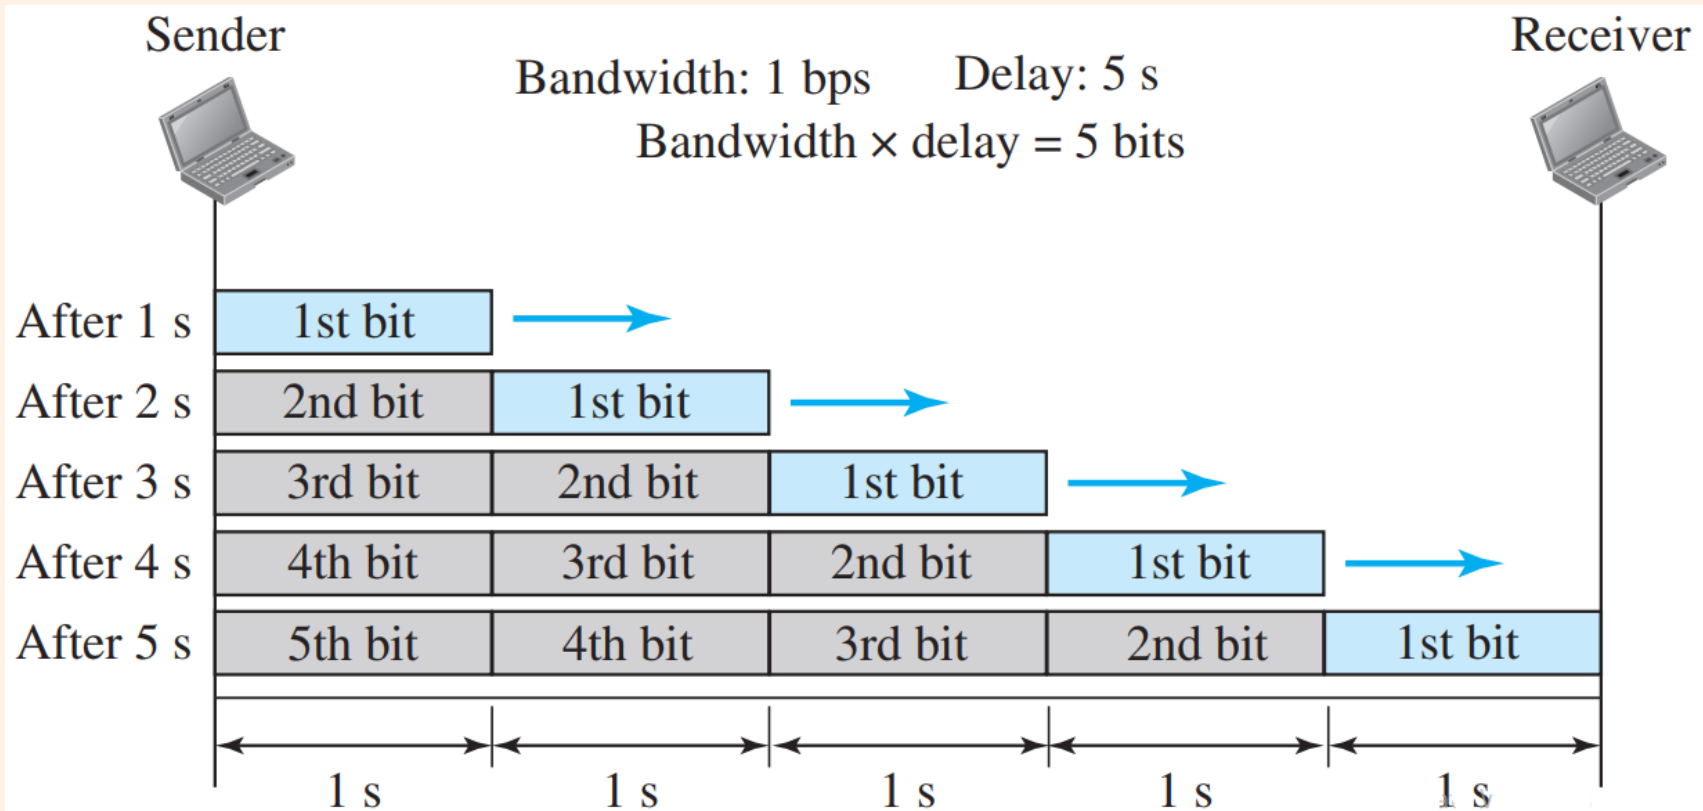 Sender
Receiver
Bandwidth: 1 bps Delay: 5 s
Bandwidth × delay = 5 bits
After 1 s 1st bit
After 2 s 2nd bit 1st bit
After 3 s 3rd bit 2nd bit 1st bit
After 4 s 4th bit 3rd bit 2nd bit 1st bit
After 5 s 5th bit 4th bit 3rd bit 2nd bit 1st bit
1 s 1 s 1 s 1 s 1 s